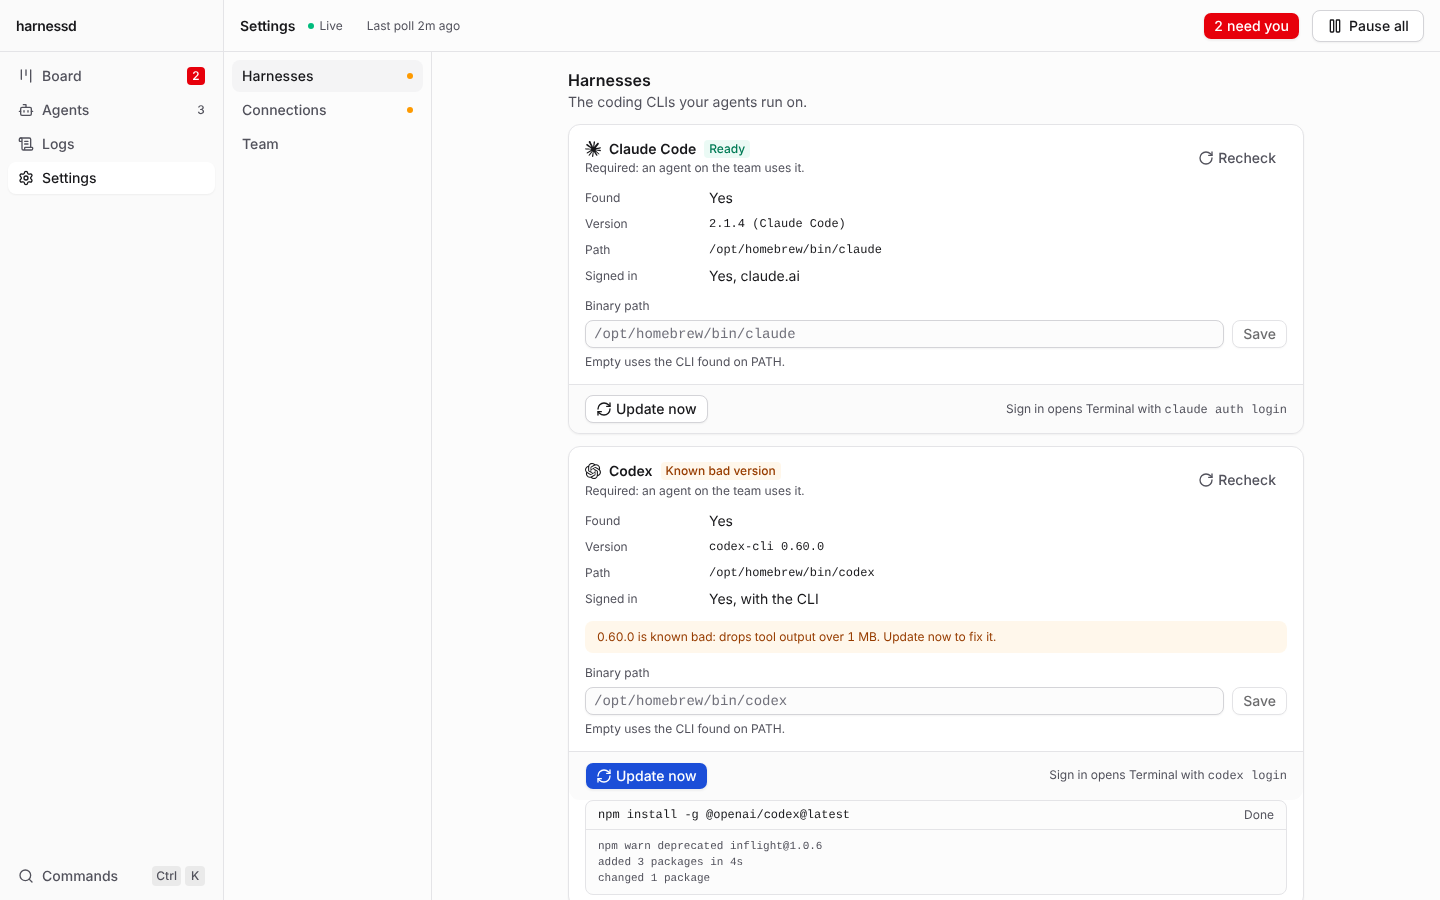 harnessd
Settings
Live
Last poll 2m ago
2 need you
Pause all
Board
2
Agents
3
Logs
Settings
Commands
Ctrl
K
Harnesses
Connections
Team
Harnesses
The coding CLIs your agents run on.
Claude Code
Ready
Required: an agent on the team uses it.
Recheck
Found
Yes
Version
2.1.4 (Claude Code)
Path
/opt/homebrew/bin/claude
Signed in
Yes, claude.ai
Binary path
/opt/homebrew/bin/claude
Save
Empty uses the CLI found on PATH.
Update now
Sign in opens Terminal with claude auth login
Codex
Known bad version
Required: an agent on the team uses it.
Recheck
Found
Yes
Version
codex-cli 0.60.0
Path
/opt/homebrew/bin/codex
Signed in
Yes, with the CLI
0.60.0 is known bad: drops tool output over 1 MB. Update now to fix it.
Binary path
/opt/homebrew/bin/codex
Save
Empty uses the CLI found on PATH.
Update now
Sign in opens Terminal with codex login
npm install -g @openai/codex@latest
Done
npm warn deprecated inflight@1.0.6
added 3 packages in 4s
changed 1 package